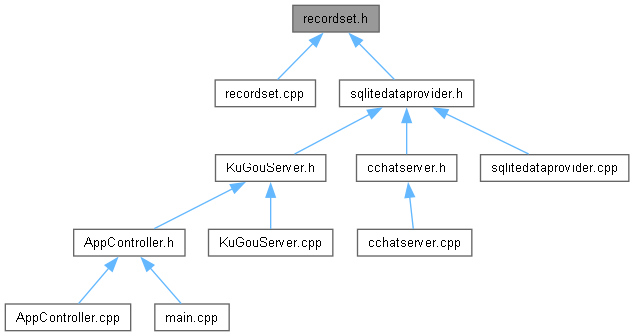 recordset.h
recordset.cpp
sqlitedataprovider.h
KuGouServer.h
cchatserver.h
sqlitedataprovider.cpp
AppController.h
KuGouServer.cpp
cchatserver.cpp
AppController.cpp
main.cpp